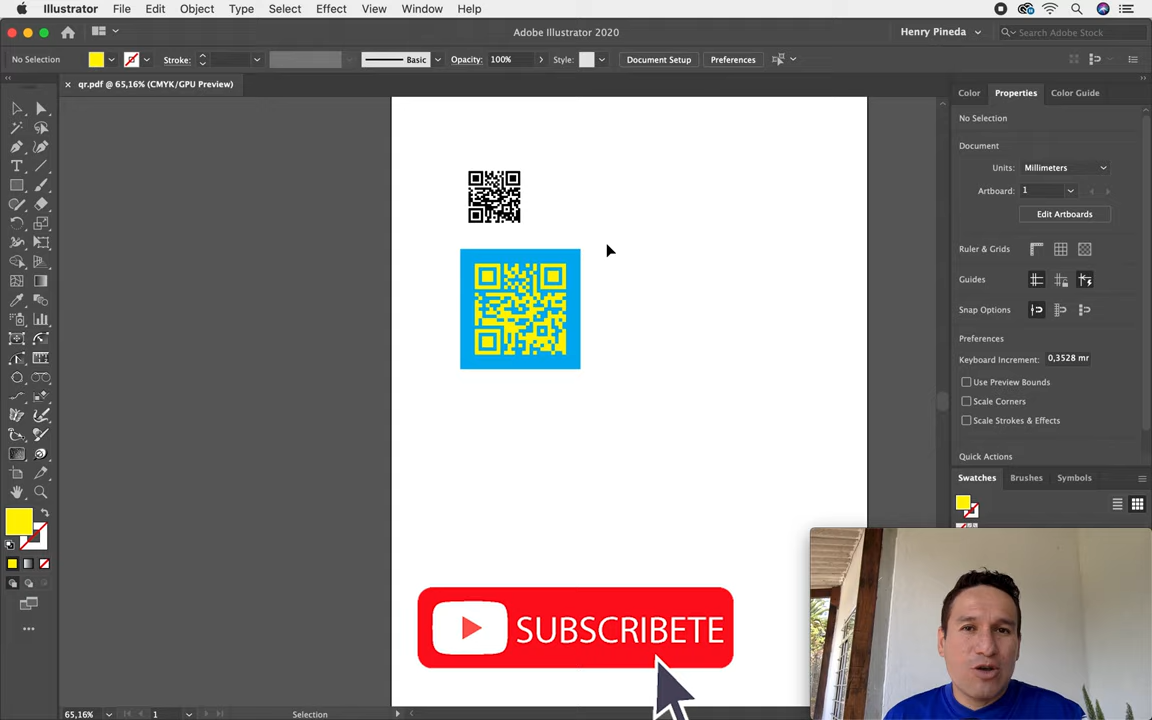 Illustrator File Edit Object Type Select Effect View Window Help
Adobe Illustrator 2020
Henry Pineda
Search Adobe Stock
No Selection
Stroke:
Basic
Opacity: 100%
Style:
Document Setup
Preferences
× qr.pdf @ 65,16% (CMYK/GPU Preview)
Color Properties Color Guide
No Selection
Document
Units: Millimeters
Artboard: 1
Edit Artboards
Ruler & Grids
Guides
Snap Options
Preferences
Keyboard Increment: 0,3528 mr
Use Preview Bounds
Scale Corners
Scale Strokes & Effects
Quick Actions
Swatches Brushes Symbols
SUBSCRIBETE
65,16% 1 Selection